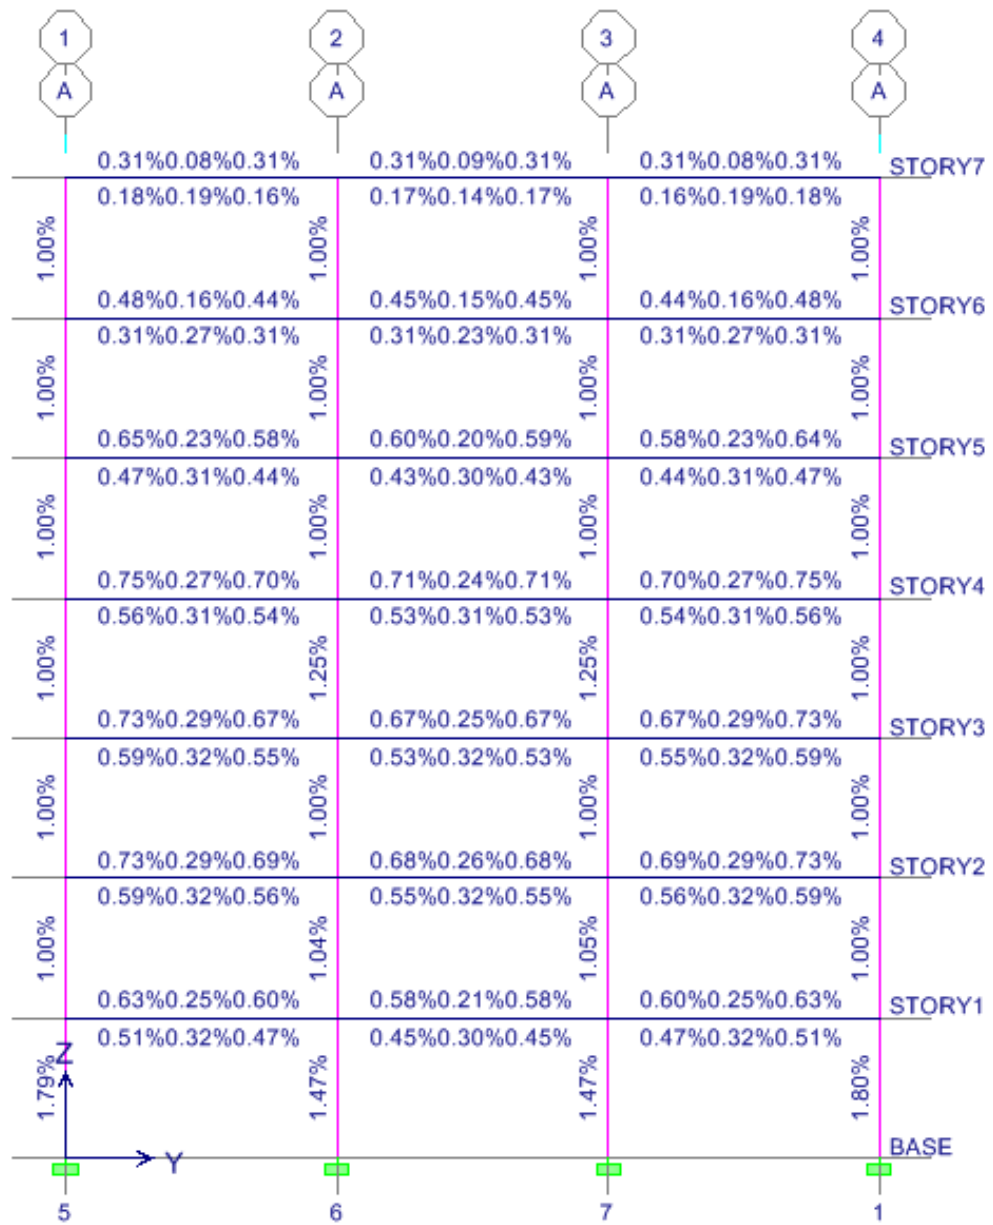 1 2 3 4
A A A A
0.31%0.08%0.31% 0.31%0.09%0.31% 0.31%0.08%0.31% STORY7
0.18%0.19%0.16% 0.17%0.14%0.17% 0.16%0.19%0.18%
1.00% 1.00% 1.00% 1.00%
0.48%0.16%0.44% 0.45%0.15%0.45% 0.44%0.16%0.48% STORY6
0.31%0.27%0.31% 0.31%0.23%0.31% 0.31%0.27%0.31%
1.00% 1.00% 1.00% 1.00%
0.65%0.23%0.58% 0.60%0.20%0.59% 0.58%0.23%0.64% STORY5
0.47%0.31%0.44% 0.43%0.30%0.43% 0.44%0.31%0.47%
1.00% 1.00% 1.00% 1.00%
0.75%0.27%0.70% 0.71%0.24%0.71% 0.70%0.27%0.75% STORY4
0.56%0.31%0.54% 0.53%0.31%0.53% 0.54%0.31%0.56%
1.00% 1.25% 1.25% 1.00%
0.73%0.29%0.67% 0.67%0.25%0.67% 0.67%0.29%0.73% STORY3
0.59%0.32%0.55% 0.53%0.32%0.53% 0.55%0.32%0.59%
1.00% 1.00% 1.00% 1.00%
0.73%0.29%0.69% 0.68%0.26%0.68% 0.69%0.29%0.73% STORY2
0.59%0.32%0.56% 0.55%0.32%0.55% 0.56%0.32%0.59%
1.00% 1.04% 1.05% 1.00%
0.63%0.25%0.60% 0.58%0.21%0.58% 0.60%0.25%0.63% STORY1
0.51%0.32%0.47% 0.45%0.30%0.45% 0.47%0.32%0.51%
Z
1.79% 1.47% 1.47% 1.80%
Y BASE
5 6 7 1